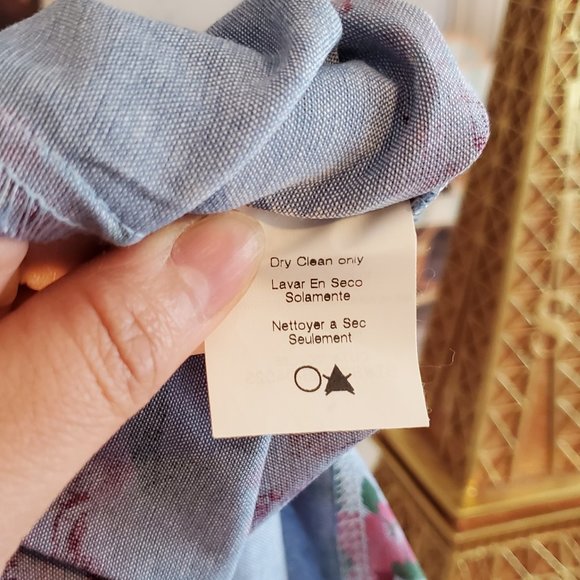 Dry Clean only
Lavar En Seco
Solamente
Nettoyer a Sec
Seulement